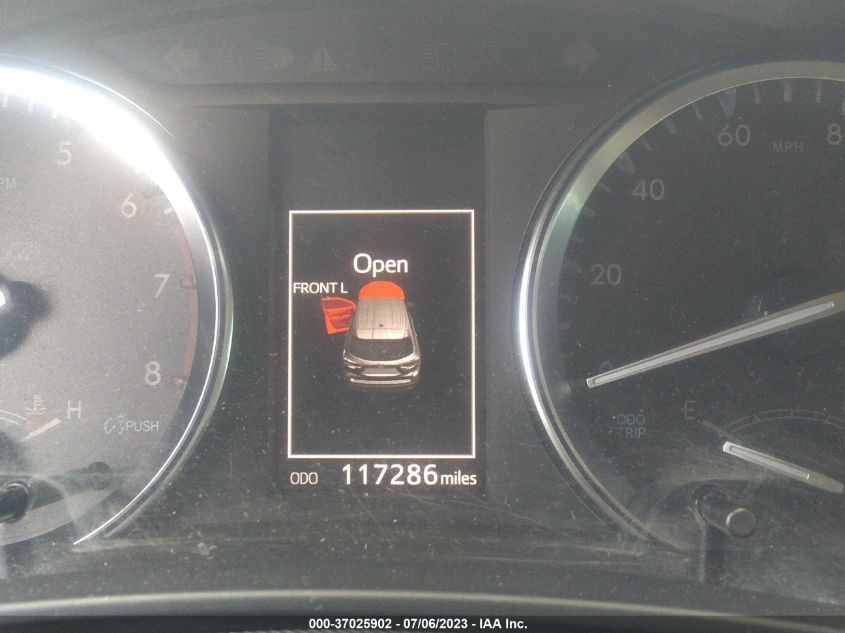 5
6
7
8
H
PUSH
Open
FRONT L
ODO 117286 miles
60
MPH
40
20
0
ODO
TRIP
E
000-37025902 - 07/06/2023 - IAA Inc.